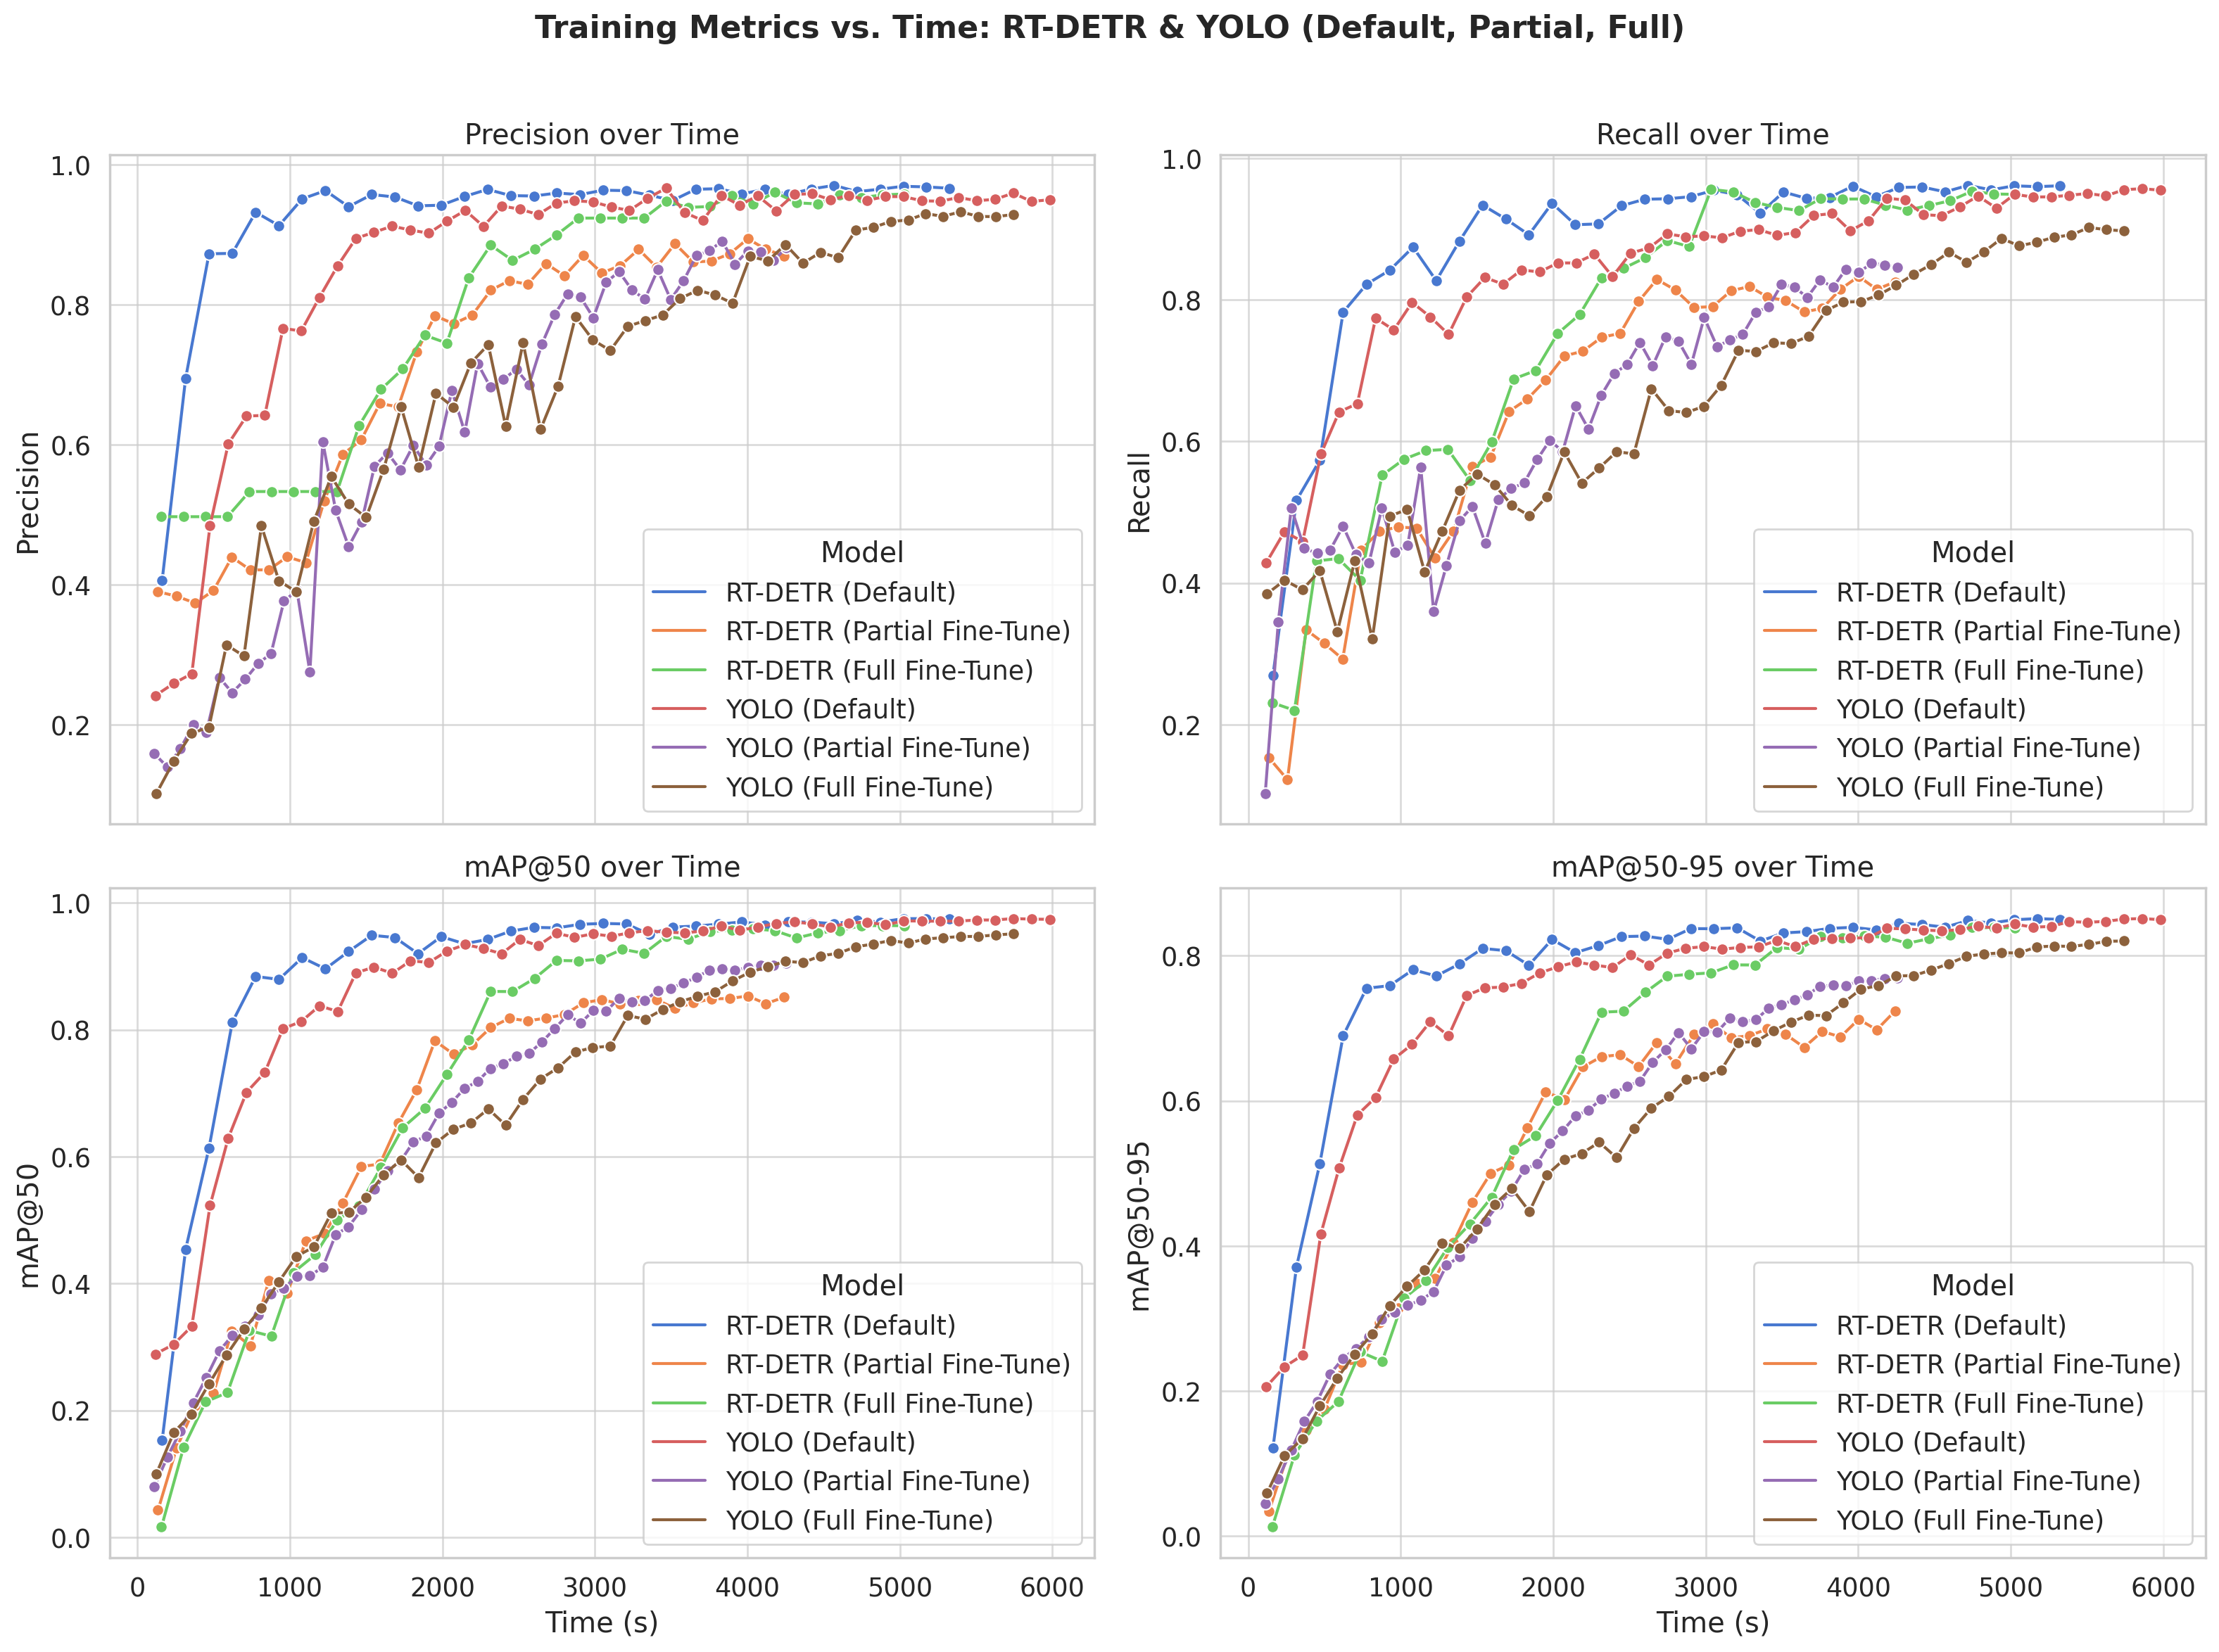 Training Metrics vs. Time: RT-DETR & YOLO (Default, Partial, Full)
Precision over Time
1.0
0.8
0.6
0.4
0.2
Precision
Model
RT-DETR (Default)
RT-DETR (Partial Fine-Tune)
RT-DETR (Full Fine-Tune)
YOLO (Default)
YOLO (Partial Fine-Tune)
YOLO (Full Fine-Tune)
Recall over Time
1.0
0.8
0.6
0.4
0.2
Recall
Model
RT-DETR (Default)
RT-DETR (Partial Fine-Tune)
RT-DETR (Full Fine-Tune)
YOLO (Default)
YOLO (Partial Fine-Tune)
YOLO (Full Fine-Tune)
mAP@50 over Time
1.0
0.8
0.6
0.4
0.2
0.0
mAP@50
Model
RT-DETR (Default)
RT-DETR (Partial Fine-Tune)
RT-DETR (Full Fine-Tune)
YOLO (Default)
YOLO (Partial Fine-Tune)
YOLO (Full Fine-Tune)
0 1000 2000 3000 4000 5000 6000
Time (s)
mAP@50-95 over Time
0.8
0.6
0.4
0.2
0.0
mAP@50-95
Model
RT-DETR (Default)
RT-DETR (Partial Fine-Tune)
RT-DETR (Full Fine-Tune)
YOLO (Default)
YOLO (Partial Fine-Tune)
YOLO (Full Fine-Tune)
0 1000 2000 3000 4000 5000 6000
Time (s)